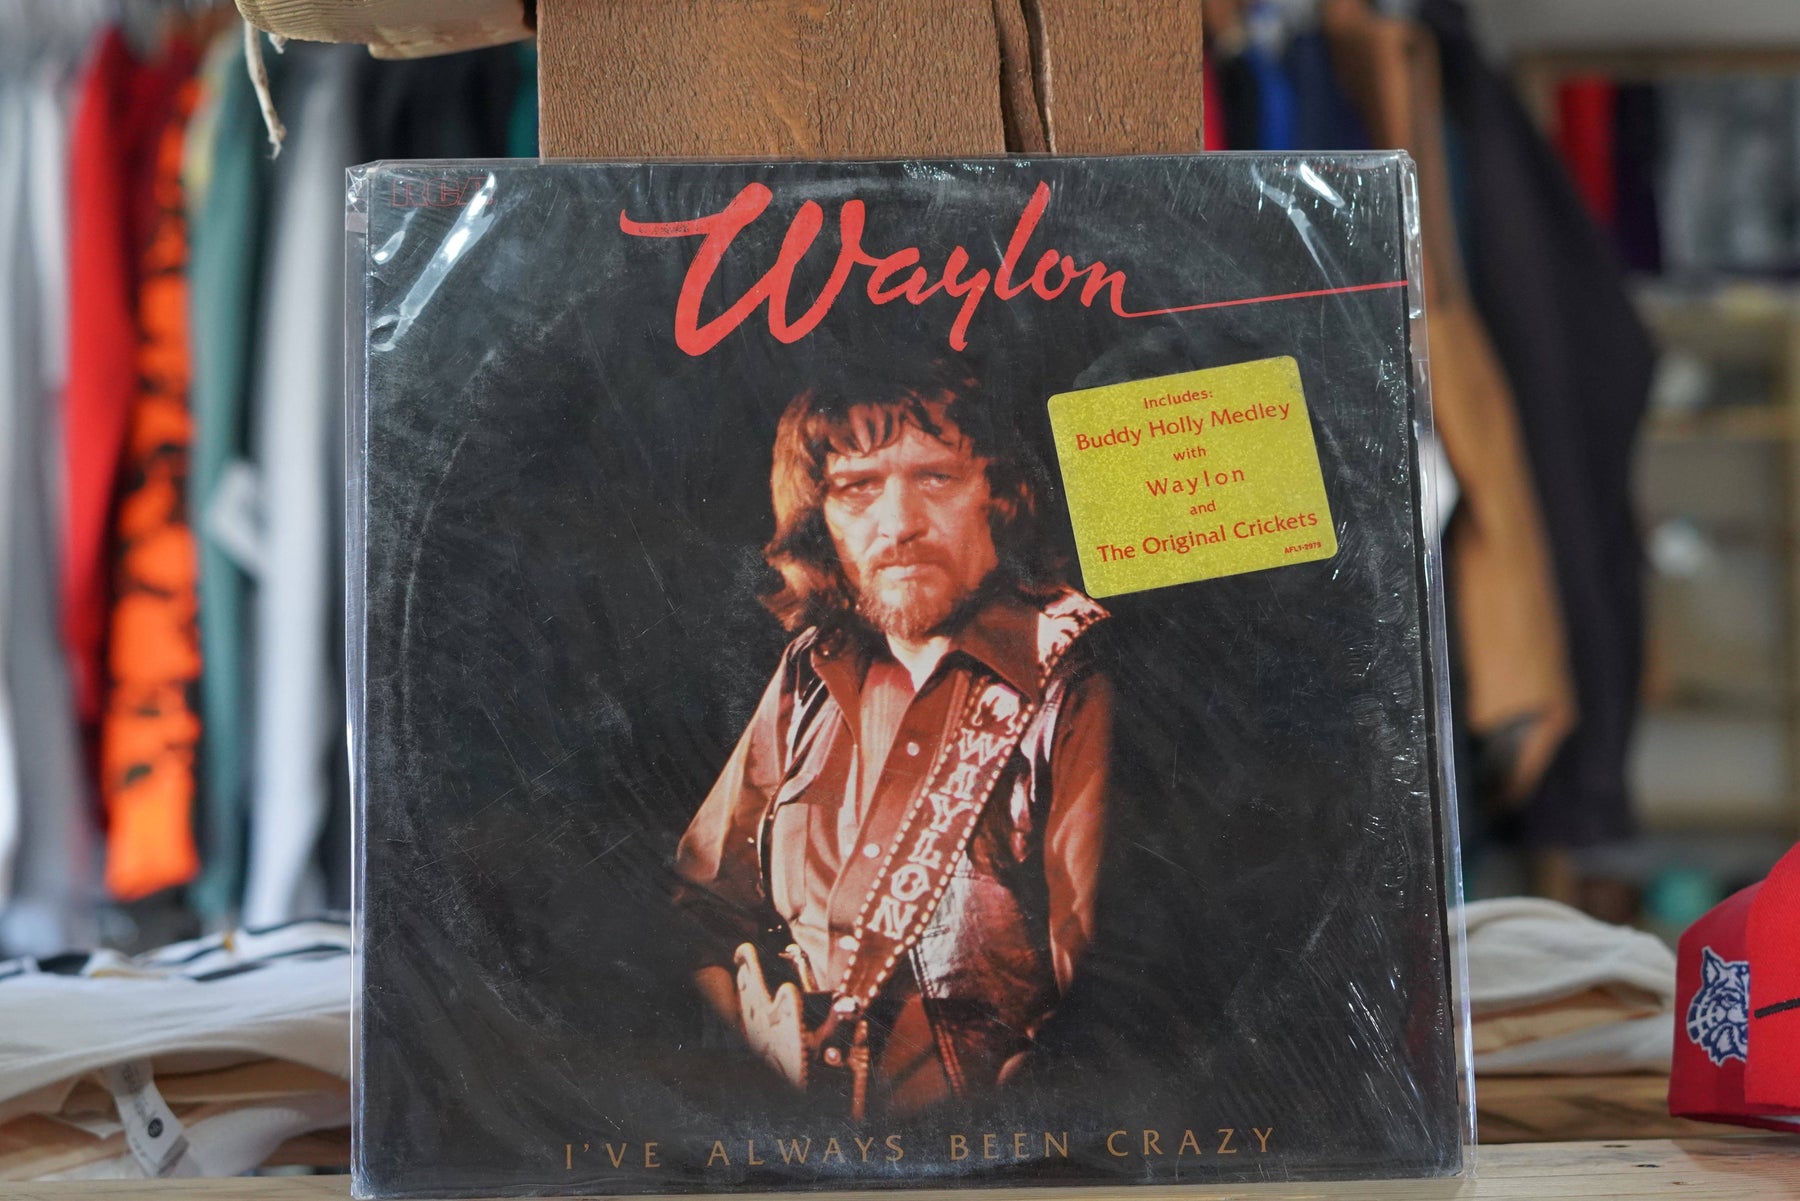 RCA
Waylon
Includes:
Buddy Holly Medley
with
Waylon
and
The Original Crickets
AFL1-2979
WAYLON
I'VE ALWAYS BEEN CRAZY